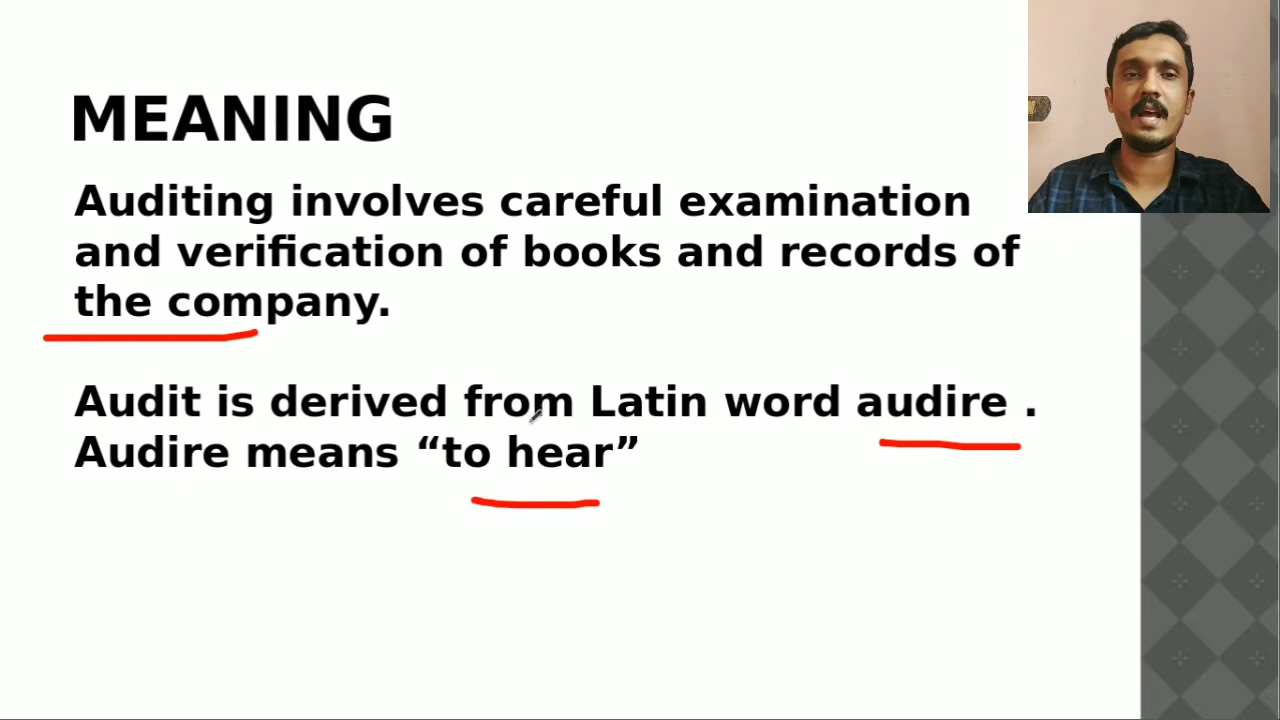 MEANING
Auditing involves careful examination
and verification of books and records of
the company.
Audit is derived from Latin word audire .
Audire means “to hear”